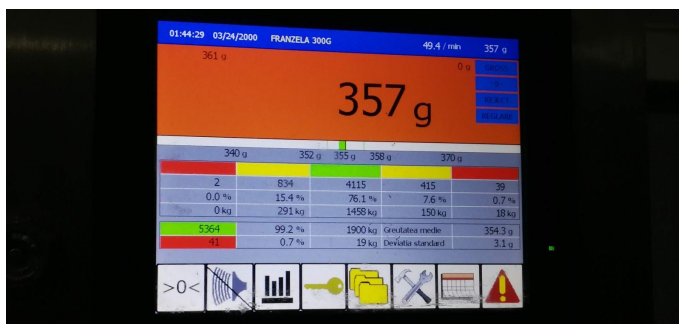 01:44:29 03/24/2000 FRANZELA 300G 49.4 / min 357 g
361 g 0 g GROSS
357 g
REJECT
REGLARE
340 g 352 g 355 g 358 g 370 g
2 834 4115 415 39
0.0 % 15.4 % 76.1 % 7.6 % 0.7 %
0 kg 291 kg 1458 kg 150 kg 18 kg
5364 99.2 % 1900 kg Greutatea medie 354.3 g
41 0.7 % 19 kg Deviatia standard 3.1 g
>0<